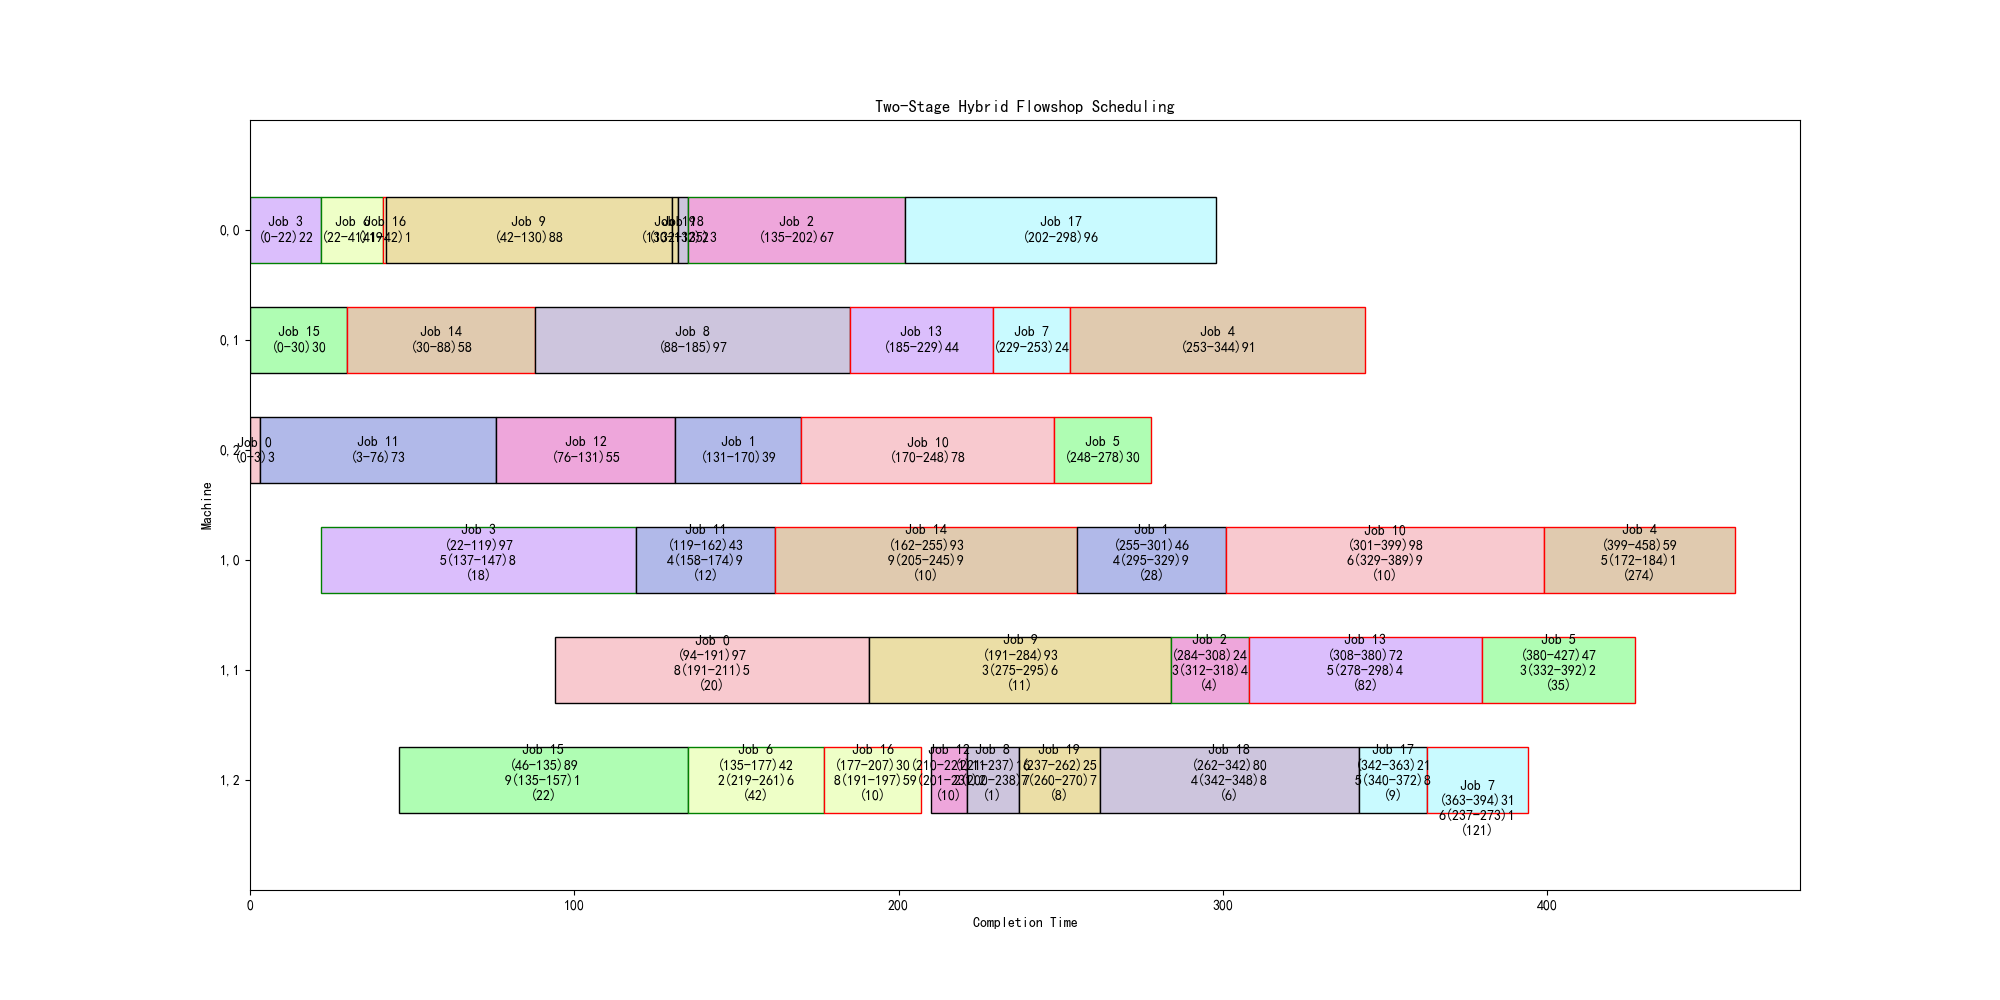 Two-Stage Hybrid Flowshop Scheduling
0,0
Job 3
(0-22)22
Job 6
(22-41)19
Job 16
(41-42)1
Job 9
(42-130)88
Job 19
(130-132)2
Job 18
(132-135)3
Job 2
(135-202)67
Job 17
(202-298)96
0,1
Job 15
(0-30)30
Job 14
(30-88)58
Job 8
(88-185)97
Job 13
(185-229)44
Job 7
(229-253)24
Job 4
(253-344)91
0,2
Job 0
(0-3)3
Job 11
(3-76)73
Job 12
(76-131)55
Job 1
(131-170)39
Job 10
(170-248)78
Job 5
(248-278)30
Machine
1,0
Job 3
(22-119)97
5(137-147)8
(18)
Job 11
(119-162)43
4(158-174)9
(12)
Job 14
(162-255)93
9(205-245)9
(10)
Job 1
(255-301)46
4(295-329)9
(28)
Job 10
(301-399)98
6(329-389)9
(10)
Job 4
(399-458)59
5(172-184)1
(274)
1,1
Job 0
(94-191)97
8(191-211)5
(20)
Job 9
(191-284)93
3(275-295)6
(11)
Job 2
(284-308)24
3(312-318)4
(4)
Job 13
(308-380)72
5(278-298)4
(82)
Job 5
(380-427)47
3(332-392)2
(35)
1,2
Job 15
(46-135)89
9(135-157)1
(22)
Job 6
(135-177)42
2(219-261)6
(42)
Job 16
(177-207)30
8(191-197)5
(10)
Job 12
(210-221)11
(10)
Job 8
(221-237)16
(1)
Job 19
(237-262)25
(260-270)7
(8)
Job 18
(262-342)80
4(342-348)8
(6)
Job 17
(342-363)21
5(340-372)8
(9)
Job 7
(363-394)31
6(237-273)1
(121)
0
100
200
300
400
Completion Time